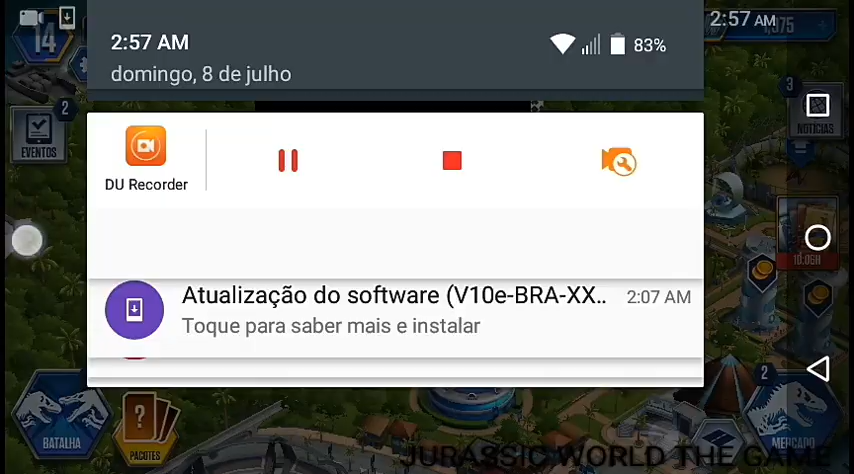 2:57 AM
14
2:57 AM
83%
domingo, 8 de julho
2
EVENTOS
DU Recorder
3
NOTÍCIAS
Atualização do software (V10e-BRA-XX..
2:07 AM
Toque para saber mais e instalar
2
BATALHA
?
PACOTES
MERCADO
JURASSIC WORLD THE GAME